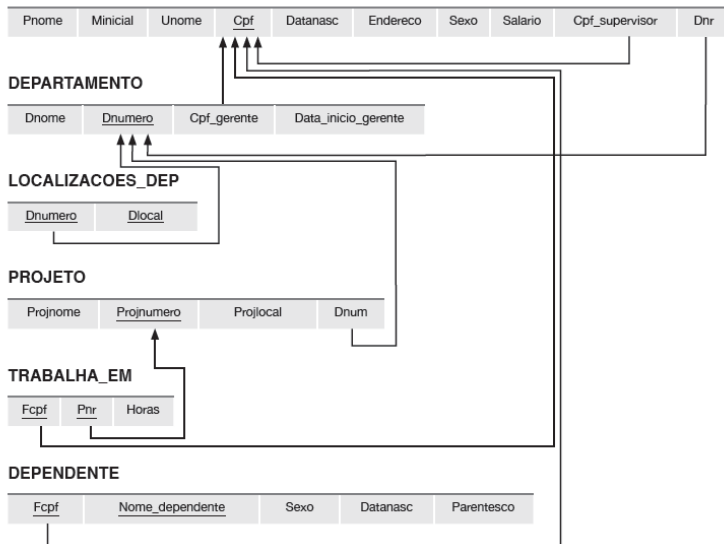 Pnome Minicial Unome Cpf Datanasc Endereco Sexo Salario Cpf_supervisor Dnr
DEPARTAMENTO
Dnome Dnumero Cpf_gerente Data_inicio_gerente
LOCALIZACOES_DEP
Dnumero Dlocal
PROJETO
Projnome Projnumero Projlocal Dnum
TRABALHA_EM
Fcpf Pnr Horas
DEPENDENTE
Fcpf Nome_dependente Sexo Datanasc Parentesco